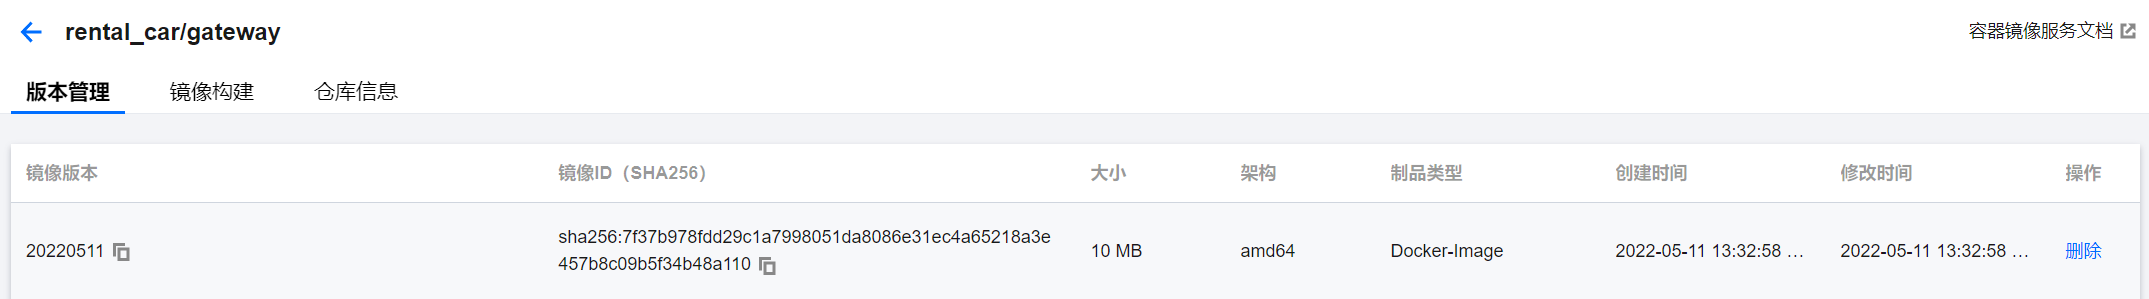 rental_car/gateway
容器镜像服务文档
版本管理 镜像构建 仓库信息
镜像版本 镜像ID（SHA256） 大小 架构 制品类型 创建时间 修改时间 操作
20220511 sha256:7f37b978fdd29c1a7998051da8086e31ec4a65218a3e 10 MB amd64 Docker-Image 2022-05-11 13:32:58 … 2022-05-11 13:32:58 … 删除
457b8c09b5f34b48a110